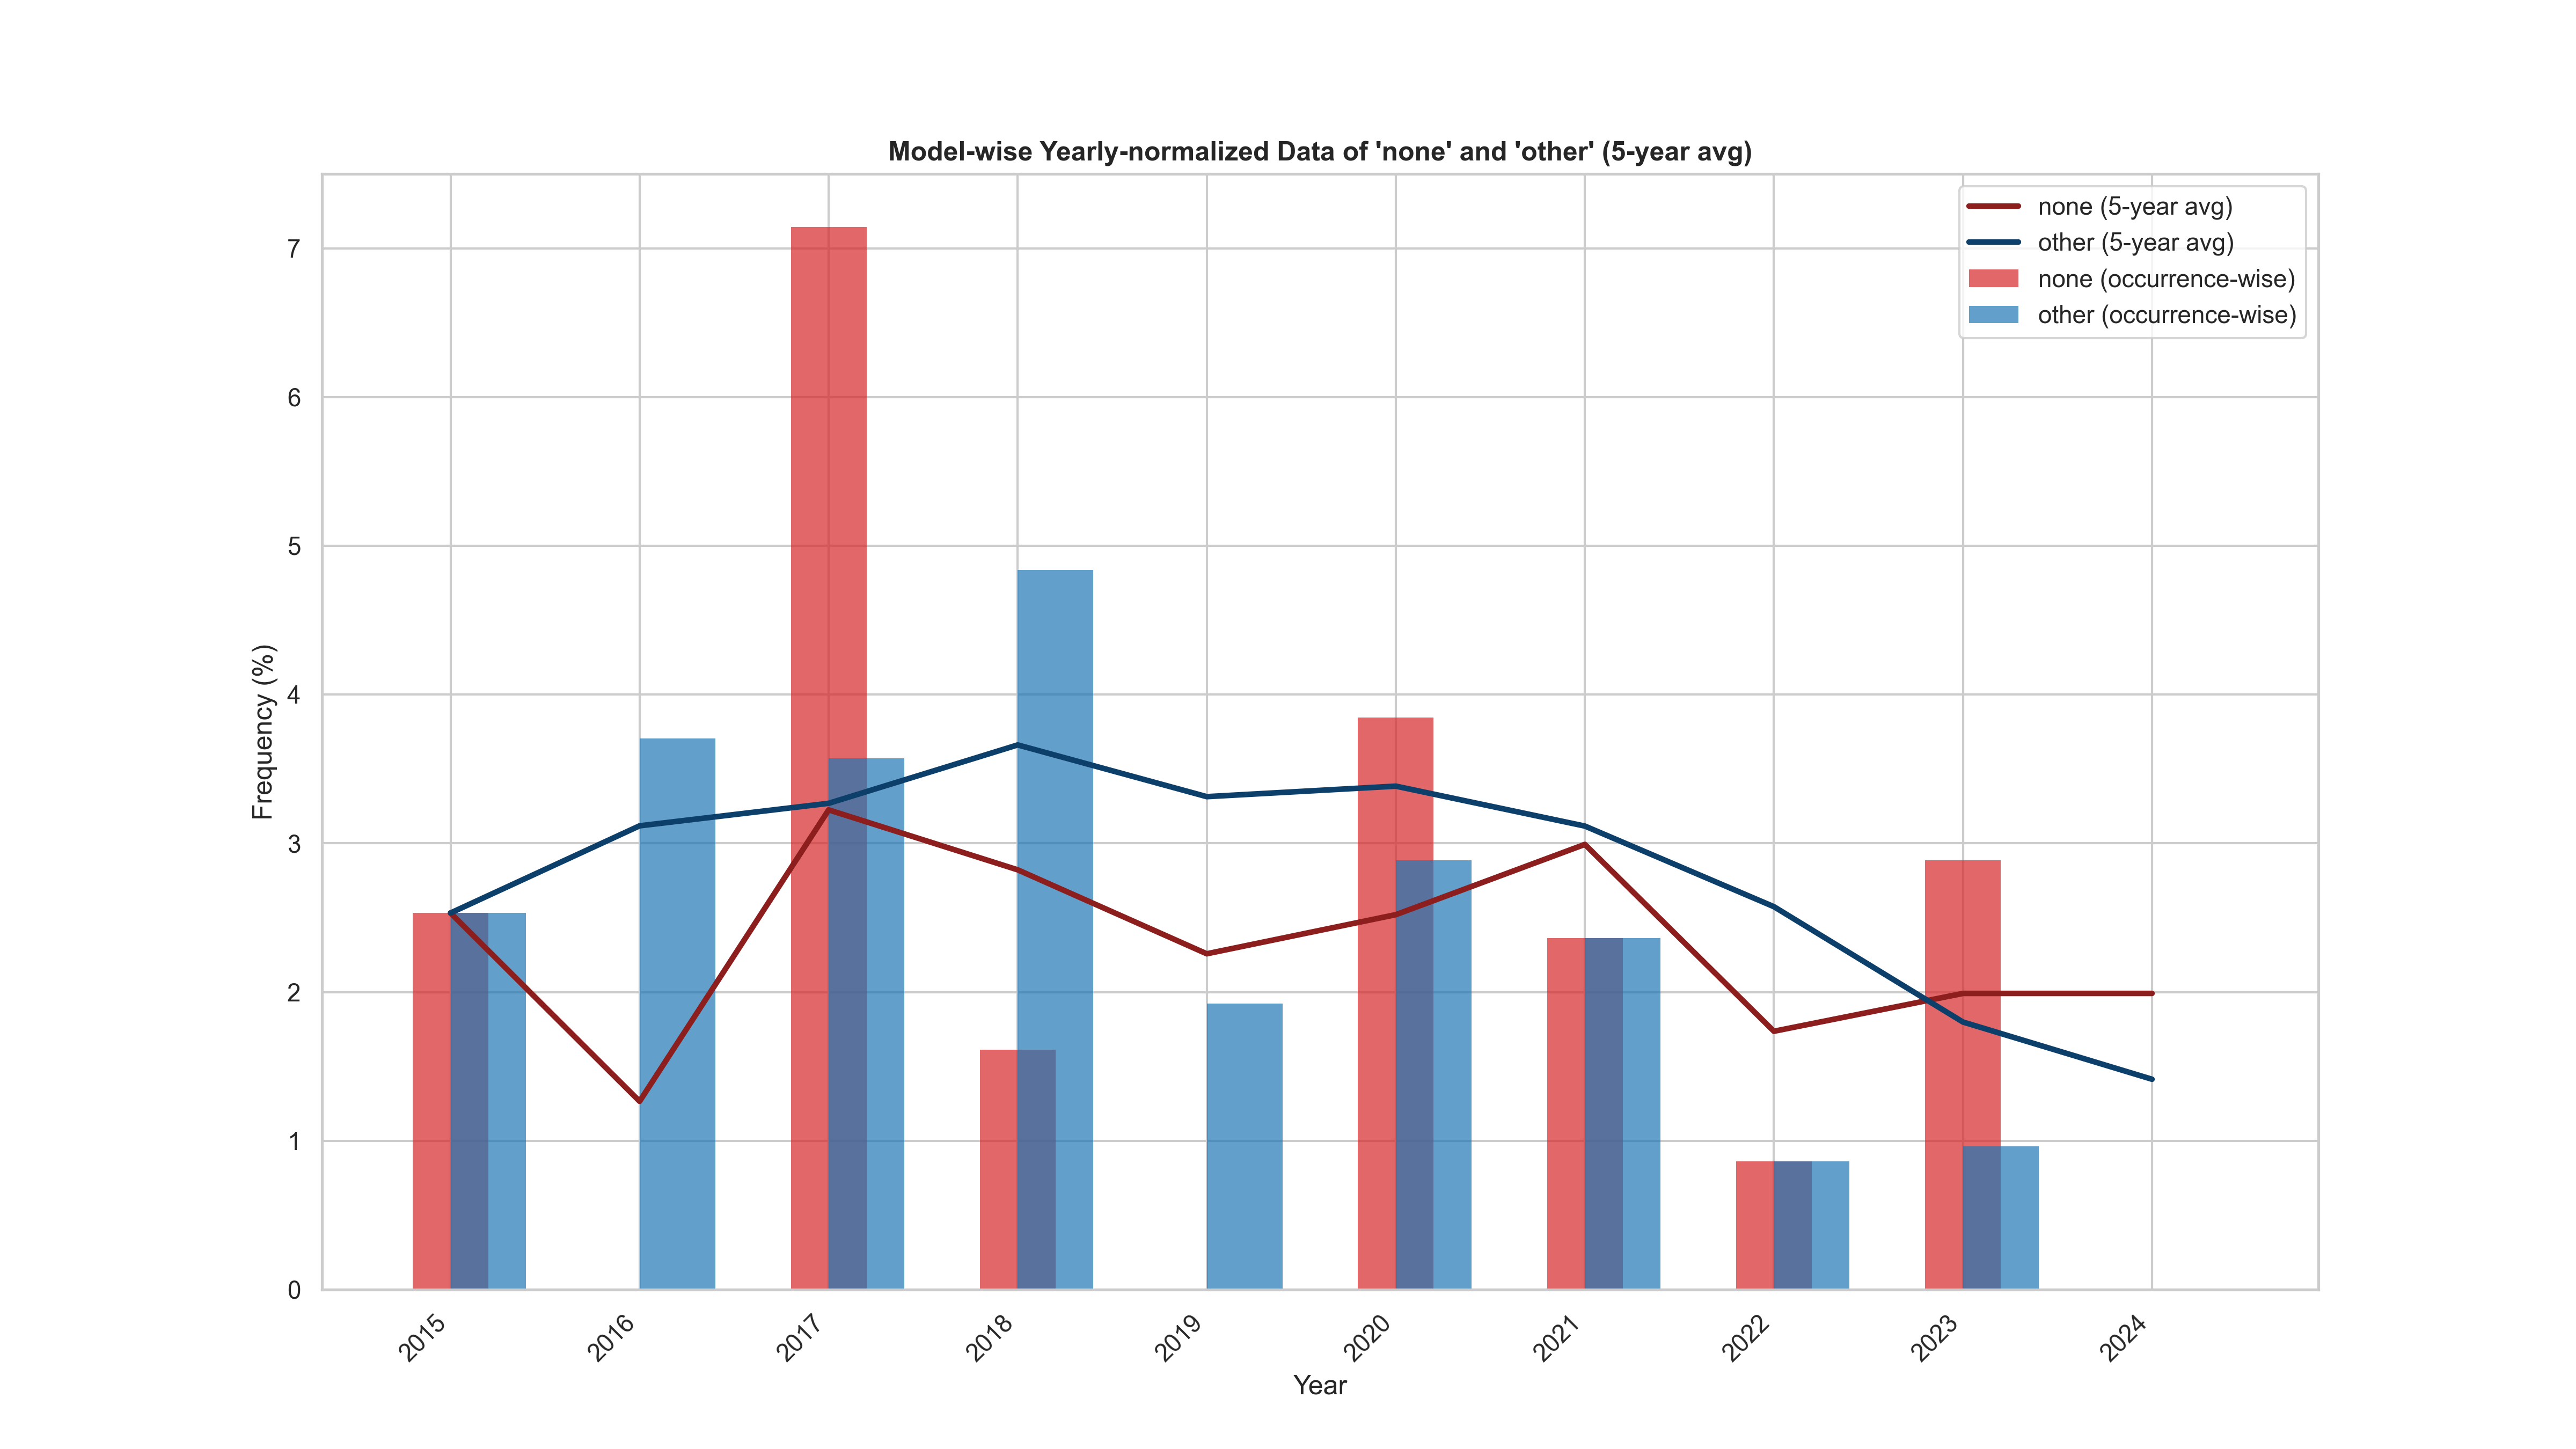 Model-wise Yearly-normalized Data of 'none' and 'other' (5-year avg)
none (5-year avg)
other (5-year avg)
none (occurrence-wise)
other (occurrence-wise)
Frequency (%)
7
6
5
4
3
2
1
0
2015
2016
2017
2018
2019
2020
2021
2022
2023
2024
Year